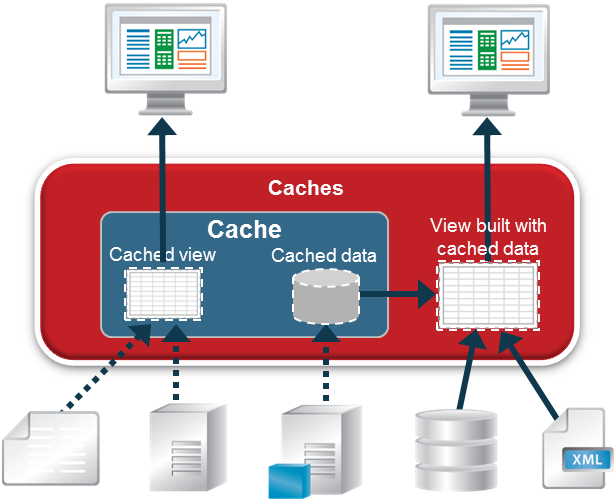 Caches
Cache
Cached view
Cached data
View built with
cached data
XML